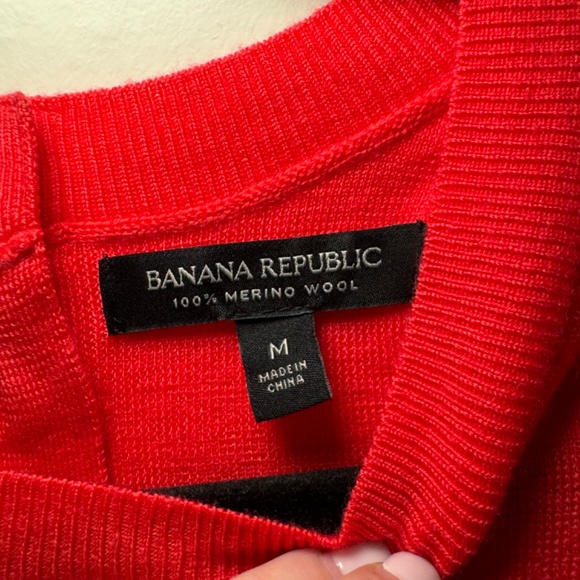 BANANA REPUBLIC
100% MERINO WOOL
M
MADE IN
CHINA